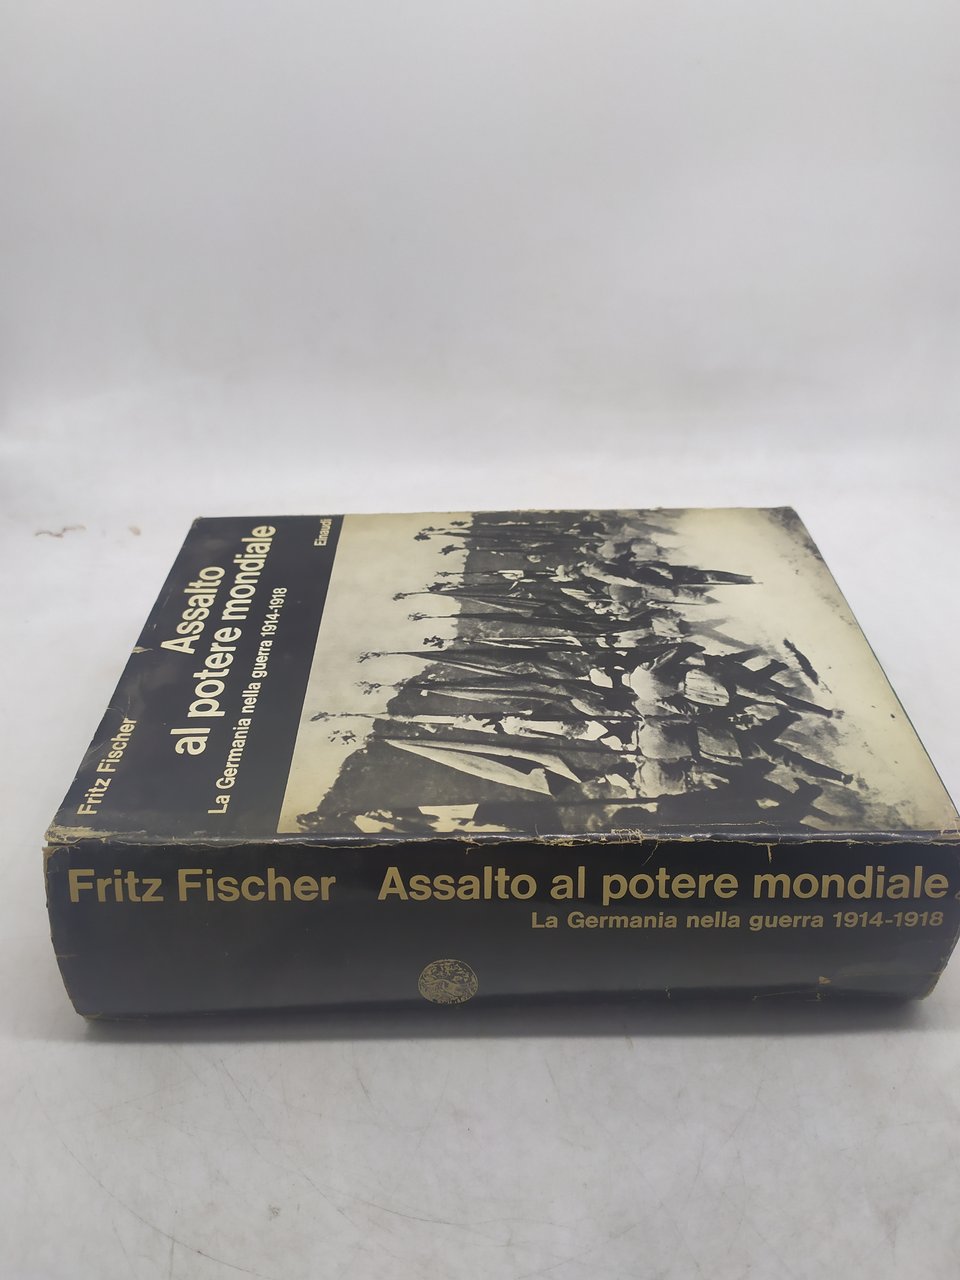 Fritz Fischer
Assalto
al potere mondiale
La Germania nella guerra 1914-1918
Einaudi
Fritz Fischer Assalto al potere mondiale
La Germania nella guerra 1914-1918